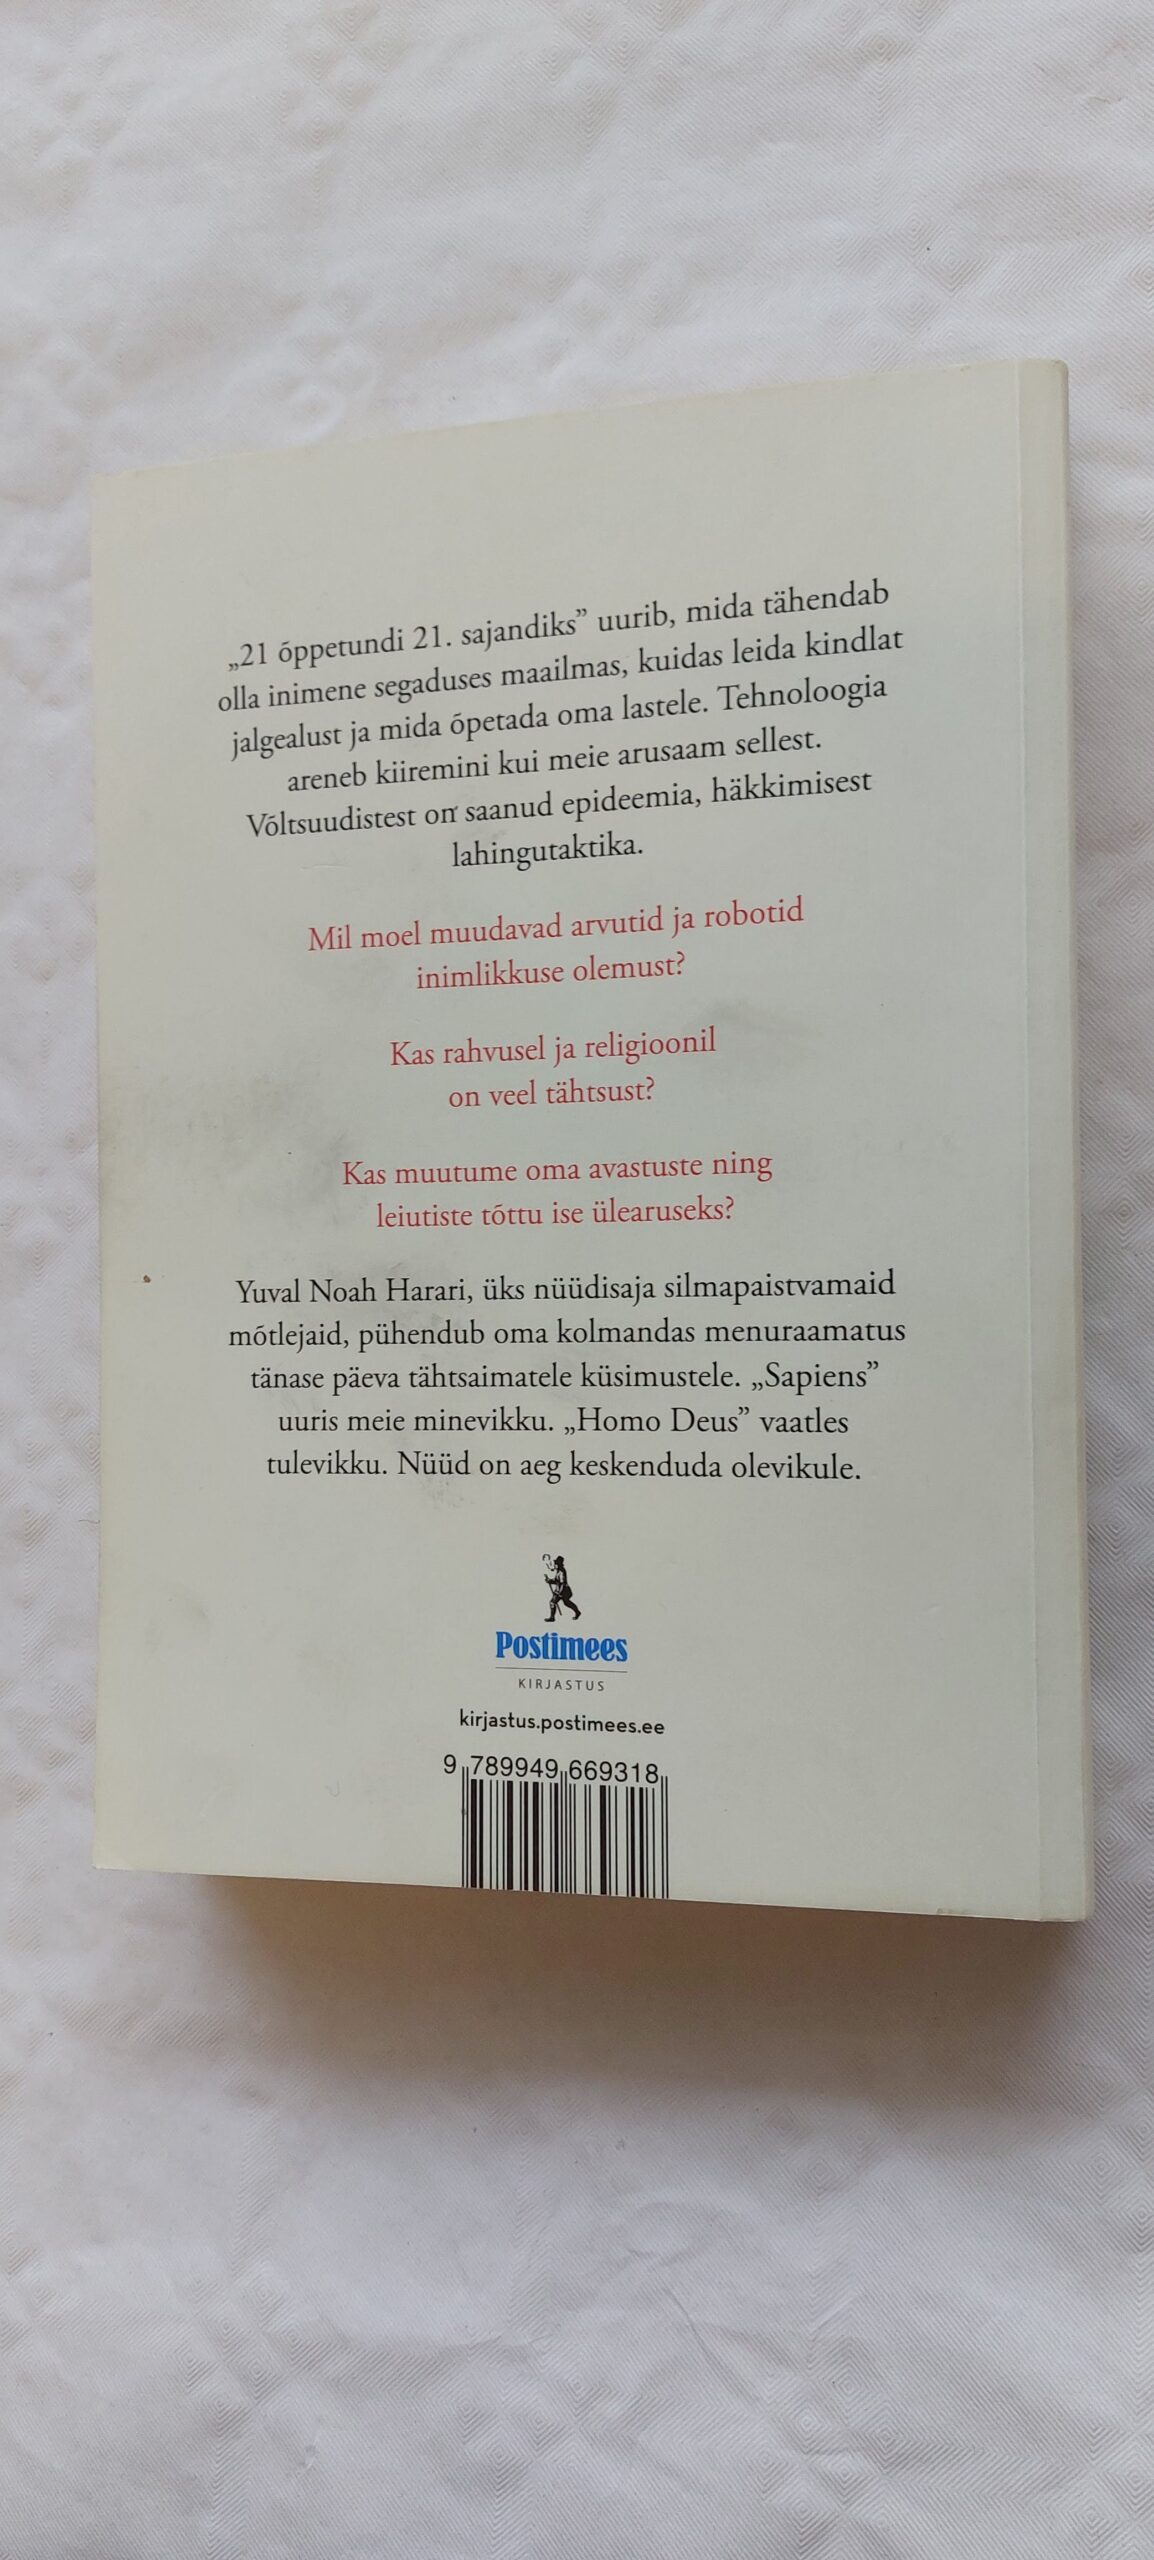 „21 õppetundi 21. sajandiks” uurib, mida tähendab
olla inimene segaduses maailmas, kuidas leida kindlat
jalgealust ja mida õpetada oma lastele. Tehnoloogia
areneb kiiremini kui meie arusaam sellest.
Võltsuudistest on saanud epideemia, häkkimisest
lahingutaktika.
Mil moel muudavad arvutid ja robotid
inimlikkuse olemust?
Kas rahvusel ja religioonil
on veel tähtsust?
Kas muutume oma avastuste ning
leiutiste tõttu ise ülearuseks?
Yuval Noah Harari, üks nüüdisaja silmapaistvamaid
mõtlejaid, pühendub oma kolmandas menuraamatus
tänase päeva tähtsaimatele küsimustele. „Sapiens”
uuris meie minevikku. „Homo Deus” vaatles
tulevikku. Nüüd on aeg keskenduda olevikule.
Postimees
KIRJASTUS
kirjastus.postimees.ee
9 789949 669318